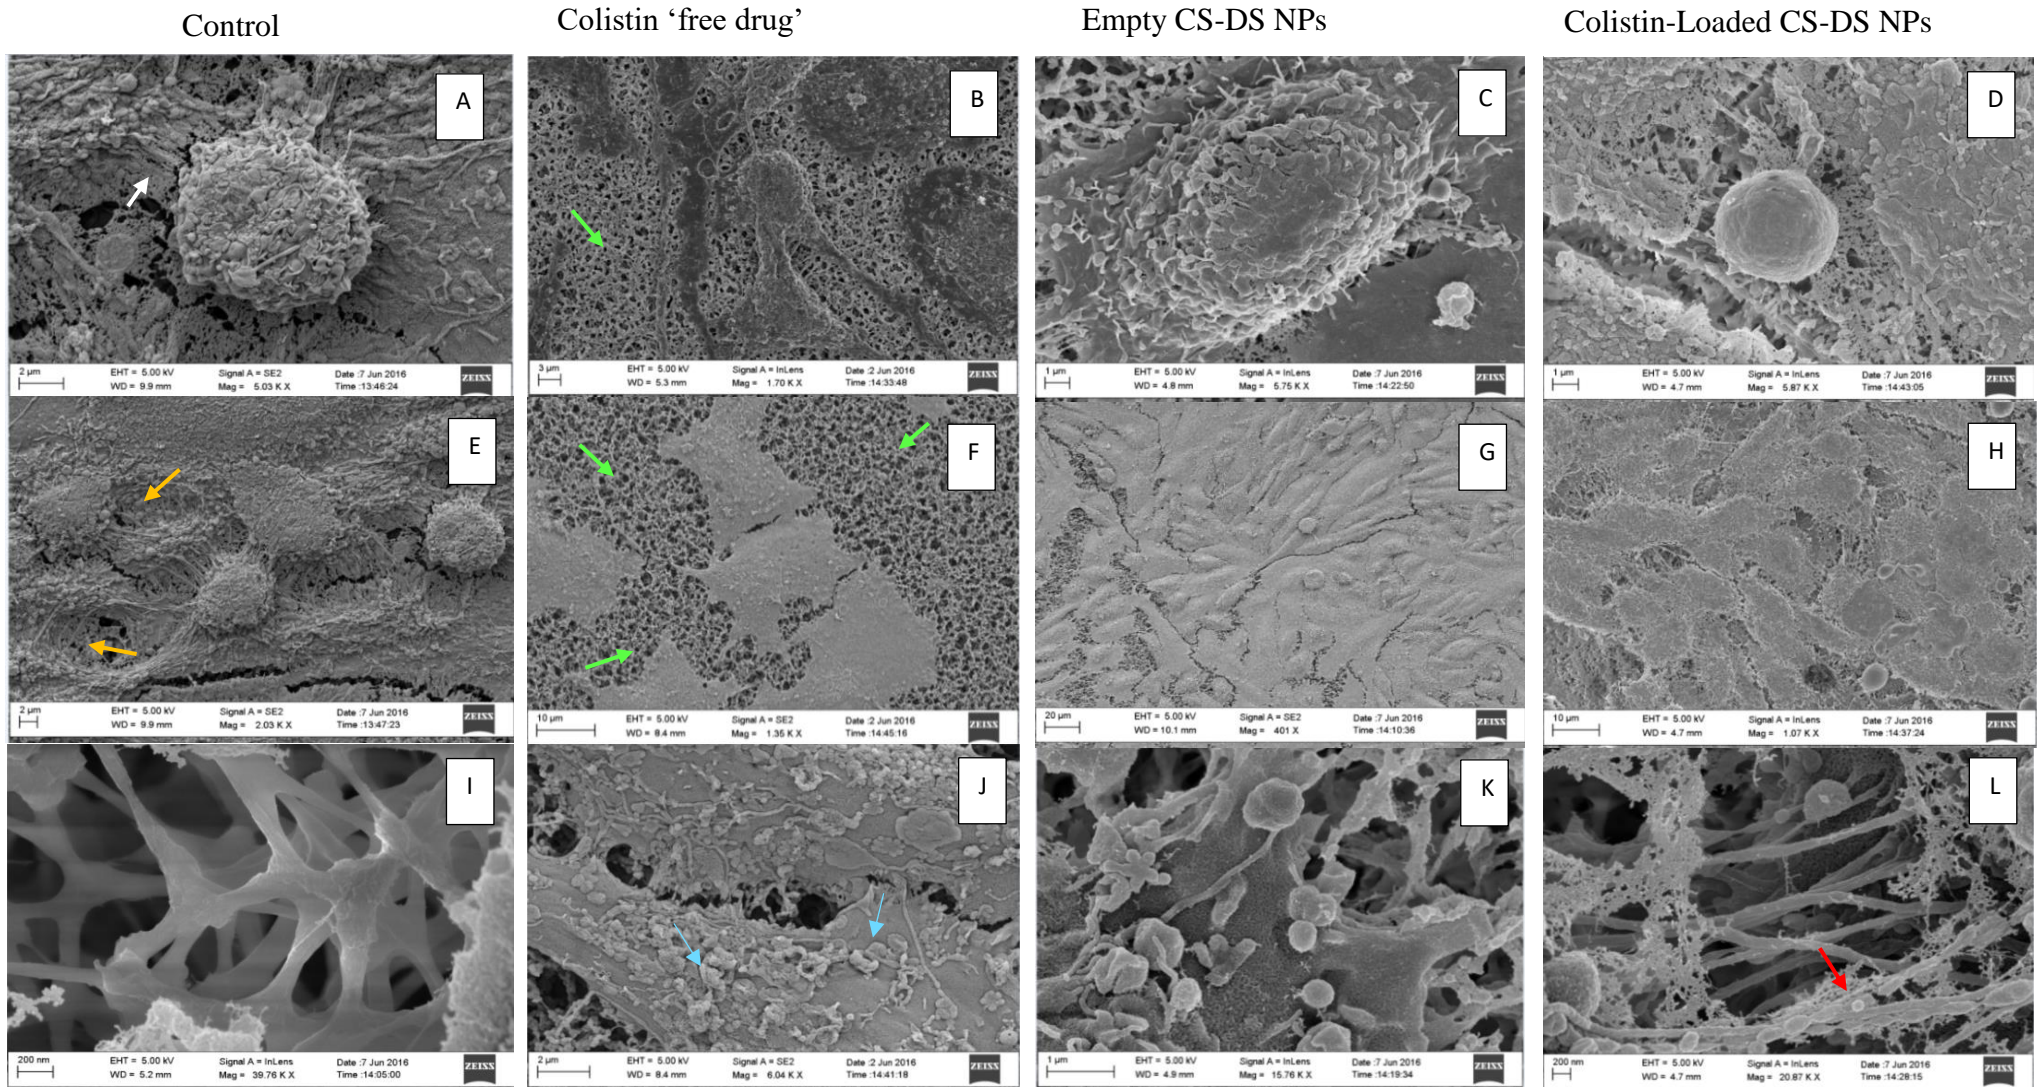 Control
Colistin ‘free drug’
Empty CS-DS NPs
Colistin-Loaded CS-DS NPs
A
B
C
D
2 µm EHT = 5.00 kV Signal A = SE2 Date :7 Jun 2016
WD = 9.9 mm Mag = 5.03 K X Time :13:46:24
ZEISS
3 µm EHT = 5.00 kV Signal A = InLens Date :2 Jun 2016
WD = 5.3 mm Mag = 1.70 K X Time :14:33:48
ZEISS
1 µm EHT = 5.00 kV Signal A = InLens Date :7 Jun 2016
WD = 4.8 mm Mag = 5.75 K X Time :14:22:50
ZEISS
1 µm EHT = 5.00 kV Signal A = InLens Date :7 Jun 2016
WD = 4.7 mm Mag = 5.87 K X Time :14:43:05
ZEISS
E
F
G
H
2 µm EHT = 5.00 kV Signal A = SE2 Date :7 Jun 2016
WD = 9.9 mm Mag = 2.03 K X Time :13:47:23
ZEISS
10 µm EHT = 5.00 kV Signal A = SE2 Date :2 Jun 2016
WD = 8.4 mm Mag = 1.35 K X Time :14:45:16
ZEISS
20 µm EHT = 5.00 kV Signal A = SE2 Date :7 Jun 2016
WD = 10.1 mm Mag = 401 X Time :14:10:36
ZEISS
10 µm EHT = 5.00 kV Signal A = InLens Date :7 Jun 2016
WD = 4.7 mm Mag = 1.07 K X Time :14:37:24
ZEISS
I
J
K
L
200 nm EHT = 5.00 kV Signal A = InLens Date :7 Jun 2016
WD = 5.2 mm Mag = 39.76 K X Time :14:05:00
ZEISS
2 µm EHT = 5.00 kV Signal A = SE2 Date :2 Jun 2016
WD = 8.4 mm Mag = 6.04 K X Time :14:41:18
ZEISS
1 µm EHT = 5.00 kV Signal A = InLens Date :7 Jun 2016
WD = 4.9 mm Mag = 15.76 K X Time :14:19:34
ZEISS
200 nm EHT = 5.00 kV Signal A = InLens Date :7 Jun 2016
WD = 4.7 mm Mag = 20.87 K X Time :14:28:15
ZEISS